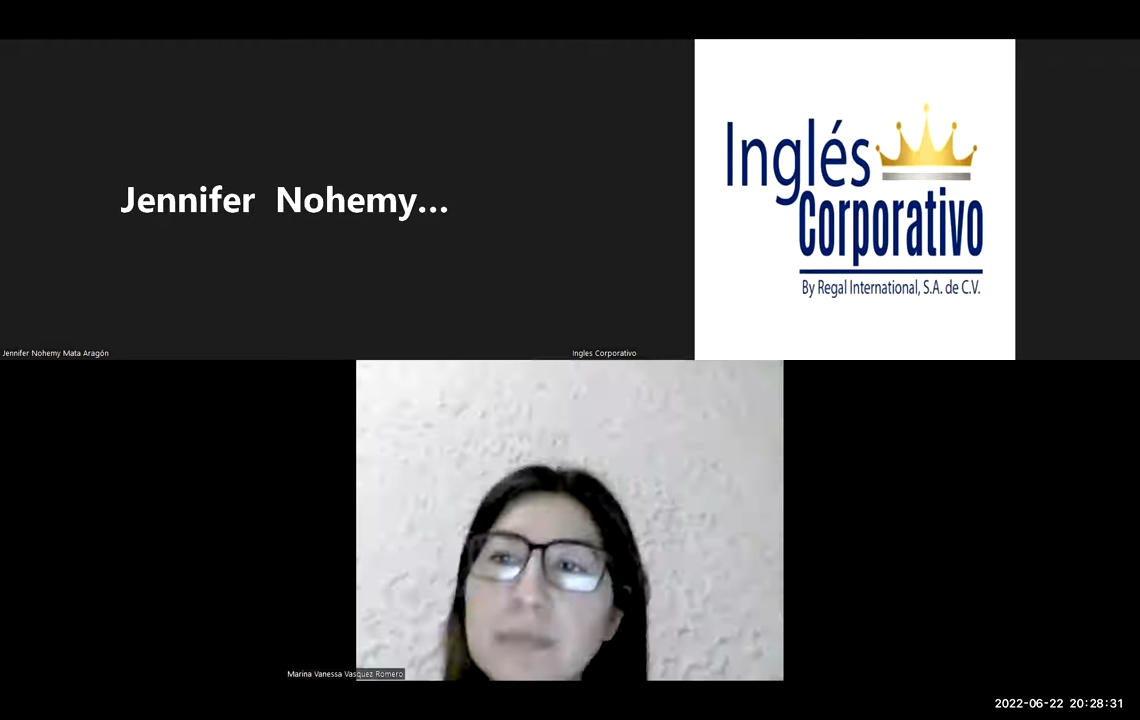 Jennifer Nohemy...
Inglés
Corporativo
By Regal International, S.A. de C.V.
Jennifer Nohemy Mata Aragón
Ingles Corporativo
Marina Vanessa Vasquez Romero
2022-06-22 20:28:31